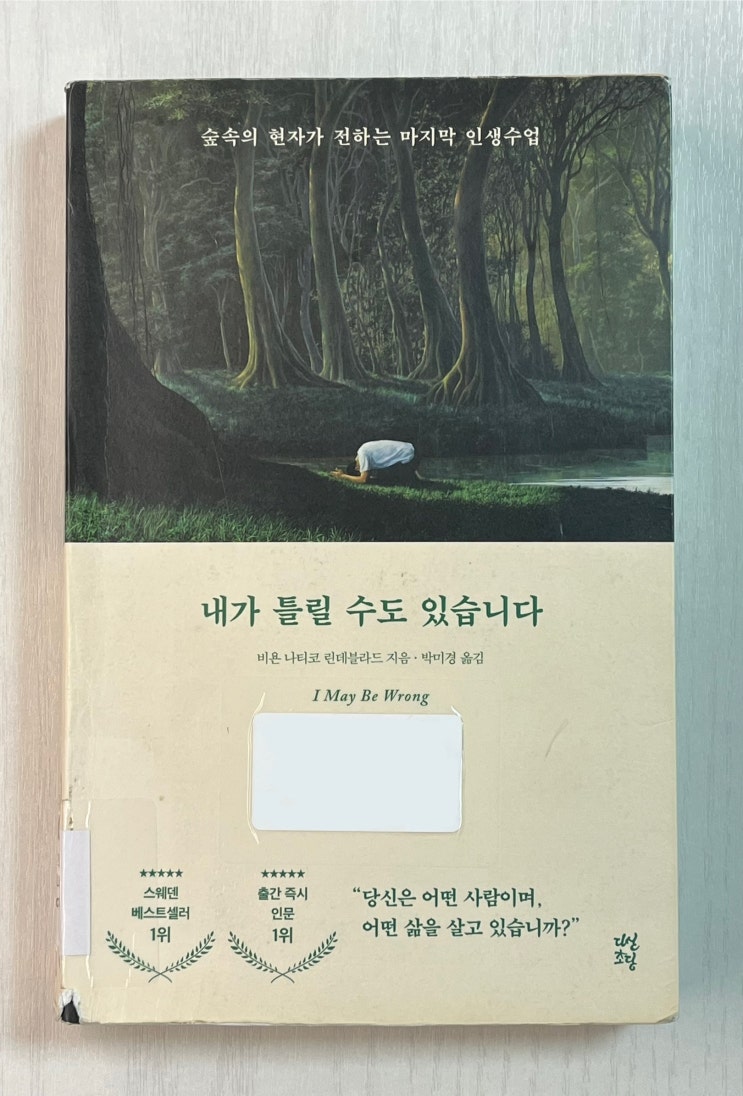 숲속의 현자가 전하는 마지막 인생수업
내가 틀릴 수도 있습니다
비욘 나티코 린데블라드 지음 · 박미경 옮김
I May Be Wrong
★★★★★
스웨덴
베스트셀러
1위
★★★★★
출간 즉시
인문
1위
“당신은 어떤 사람이며,
어떤 삶을 살고 있습니까?”
다산
초당